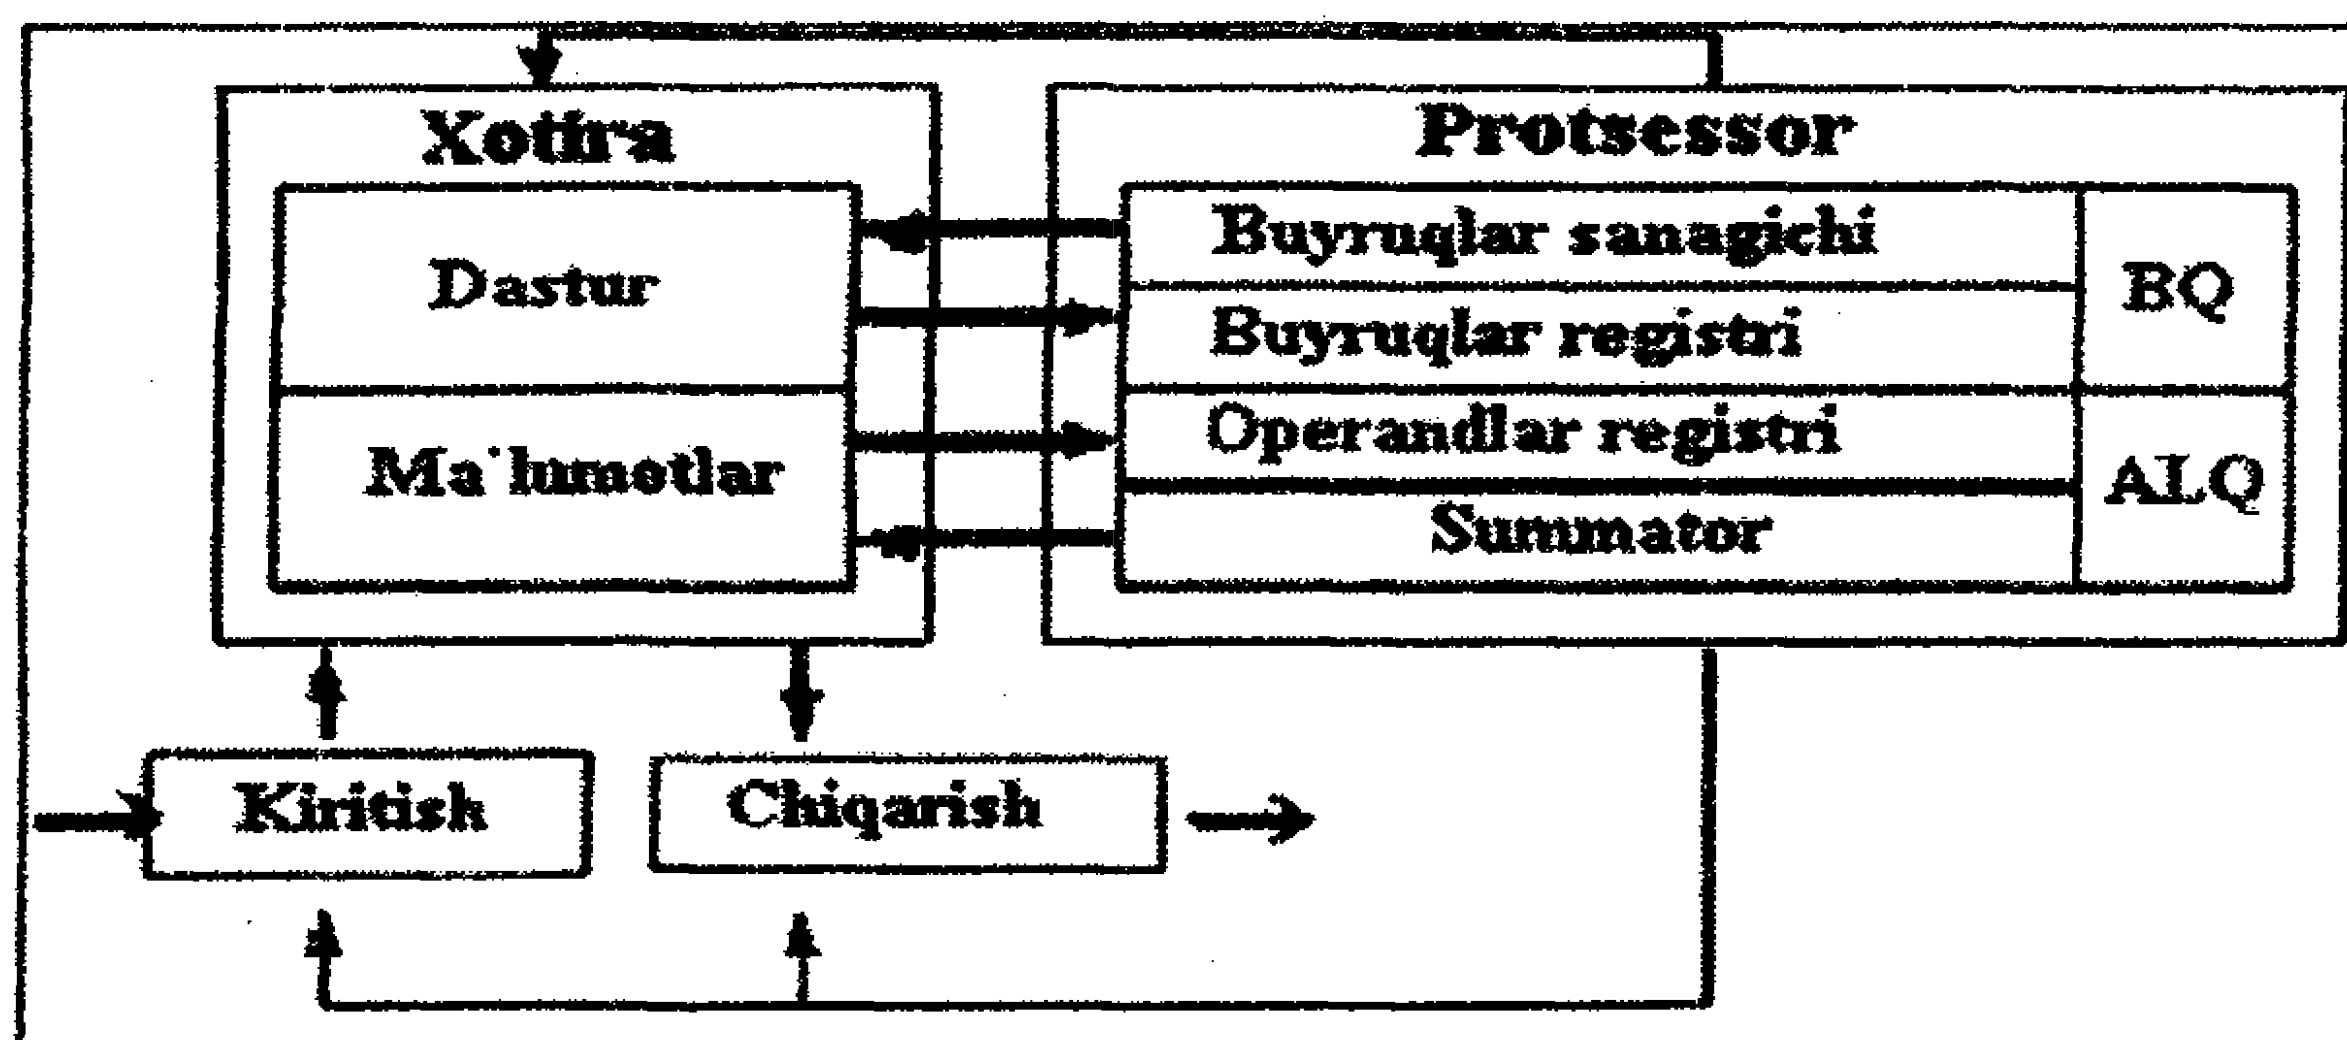 Xotira
Protsessor
Dastur
Ma'lumotlar
Buyruqlar sanagichi
Buyruqlar registri
BQ
Operandlar registri
Summator
ALQ
Kiritish
Chiqarish